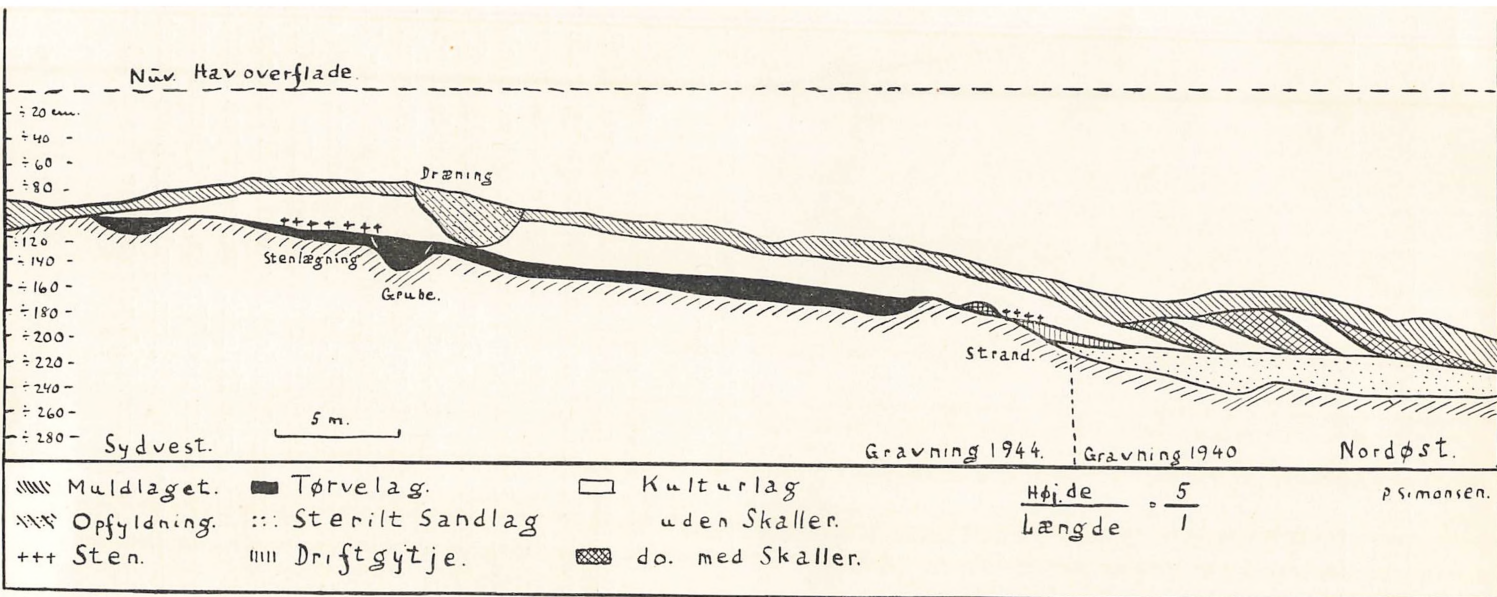 Nuv. Havoverflade.
÷ 20 cm.
÷ 40 -
÷ 60 -
÷ 80 -
÷ 120 -
÷ 140 -
÷ 160 -
÷ 180 -
÷ 200 -
÷ 220 -
÷ 240 -
÷ 260 -
÷ 280 -
Dræning
Stenlægning
Grube.
Strand.
5 m.
Sydvest.
Gravning 1944.
Gravning 1940
Nordøst.
Muldlaget.
Opfyldning.
+++ Sten.
Tørvelag.
Sterilt Sandlag
Driftgytje.
Kulturlag
uden Skaller.
do. med Skaller.
Højde
Længde
= 5
1
P Simonsen.